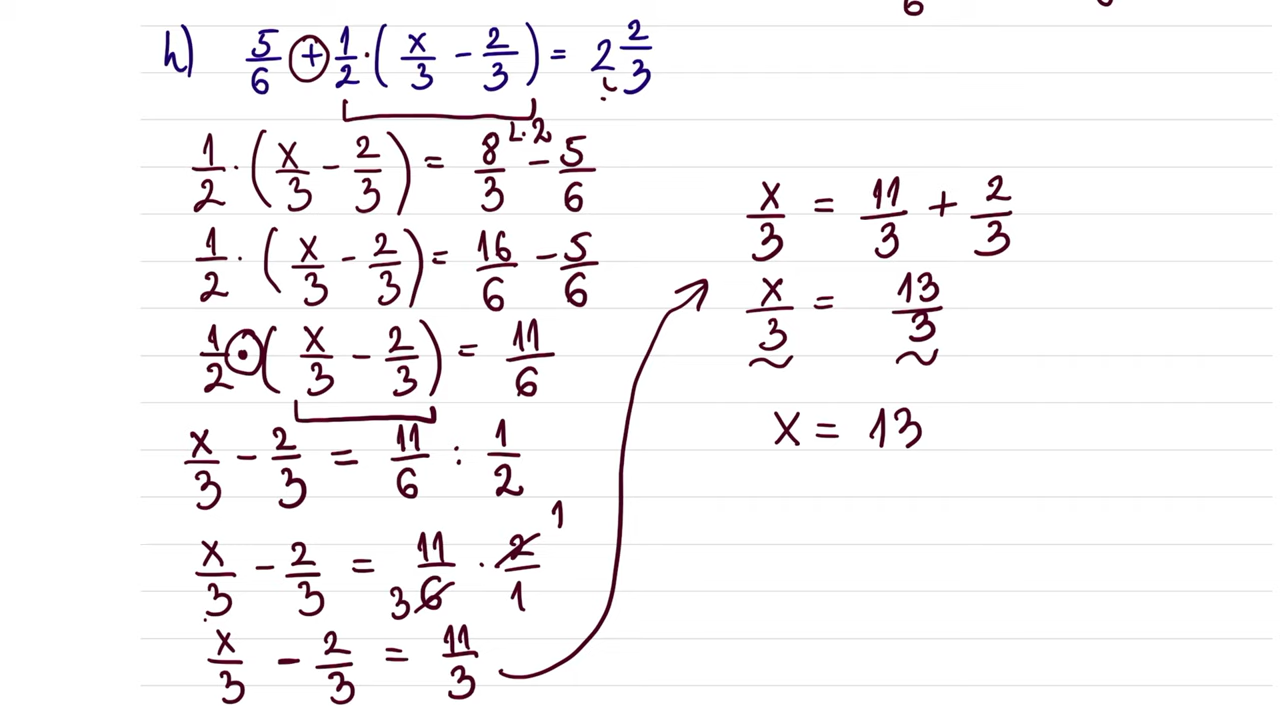 h) 5/6 + 1/2 · ( x/3 − 2/3 ) = 2 2/3
1/2 · ( x/3 − 2/3 ) = 8/3 ⌊·2 − 5/6
1/2 · ( x/3 − 2/3 ) = 16/6 − 5/6
1/2 · ( x/3 − 2/3 ) = 11/6
x/3 − 2/3 = 11/6 : 1/2
x/3 − 2/3 = 11/6 3 · 2/1 1
x/3 − 2/3 = 11/3
x/3 = 11/3 + 2/3
x/3 = 13/3
x = 13